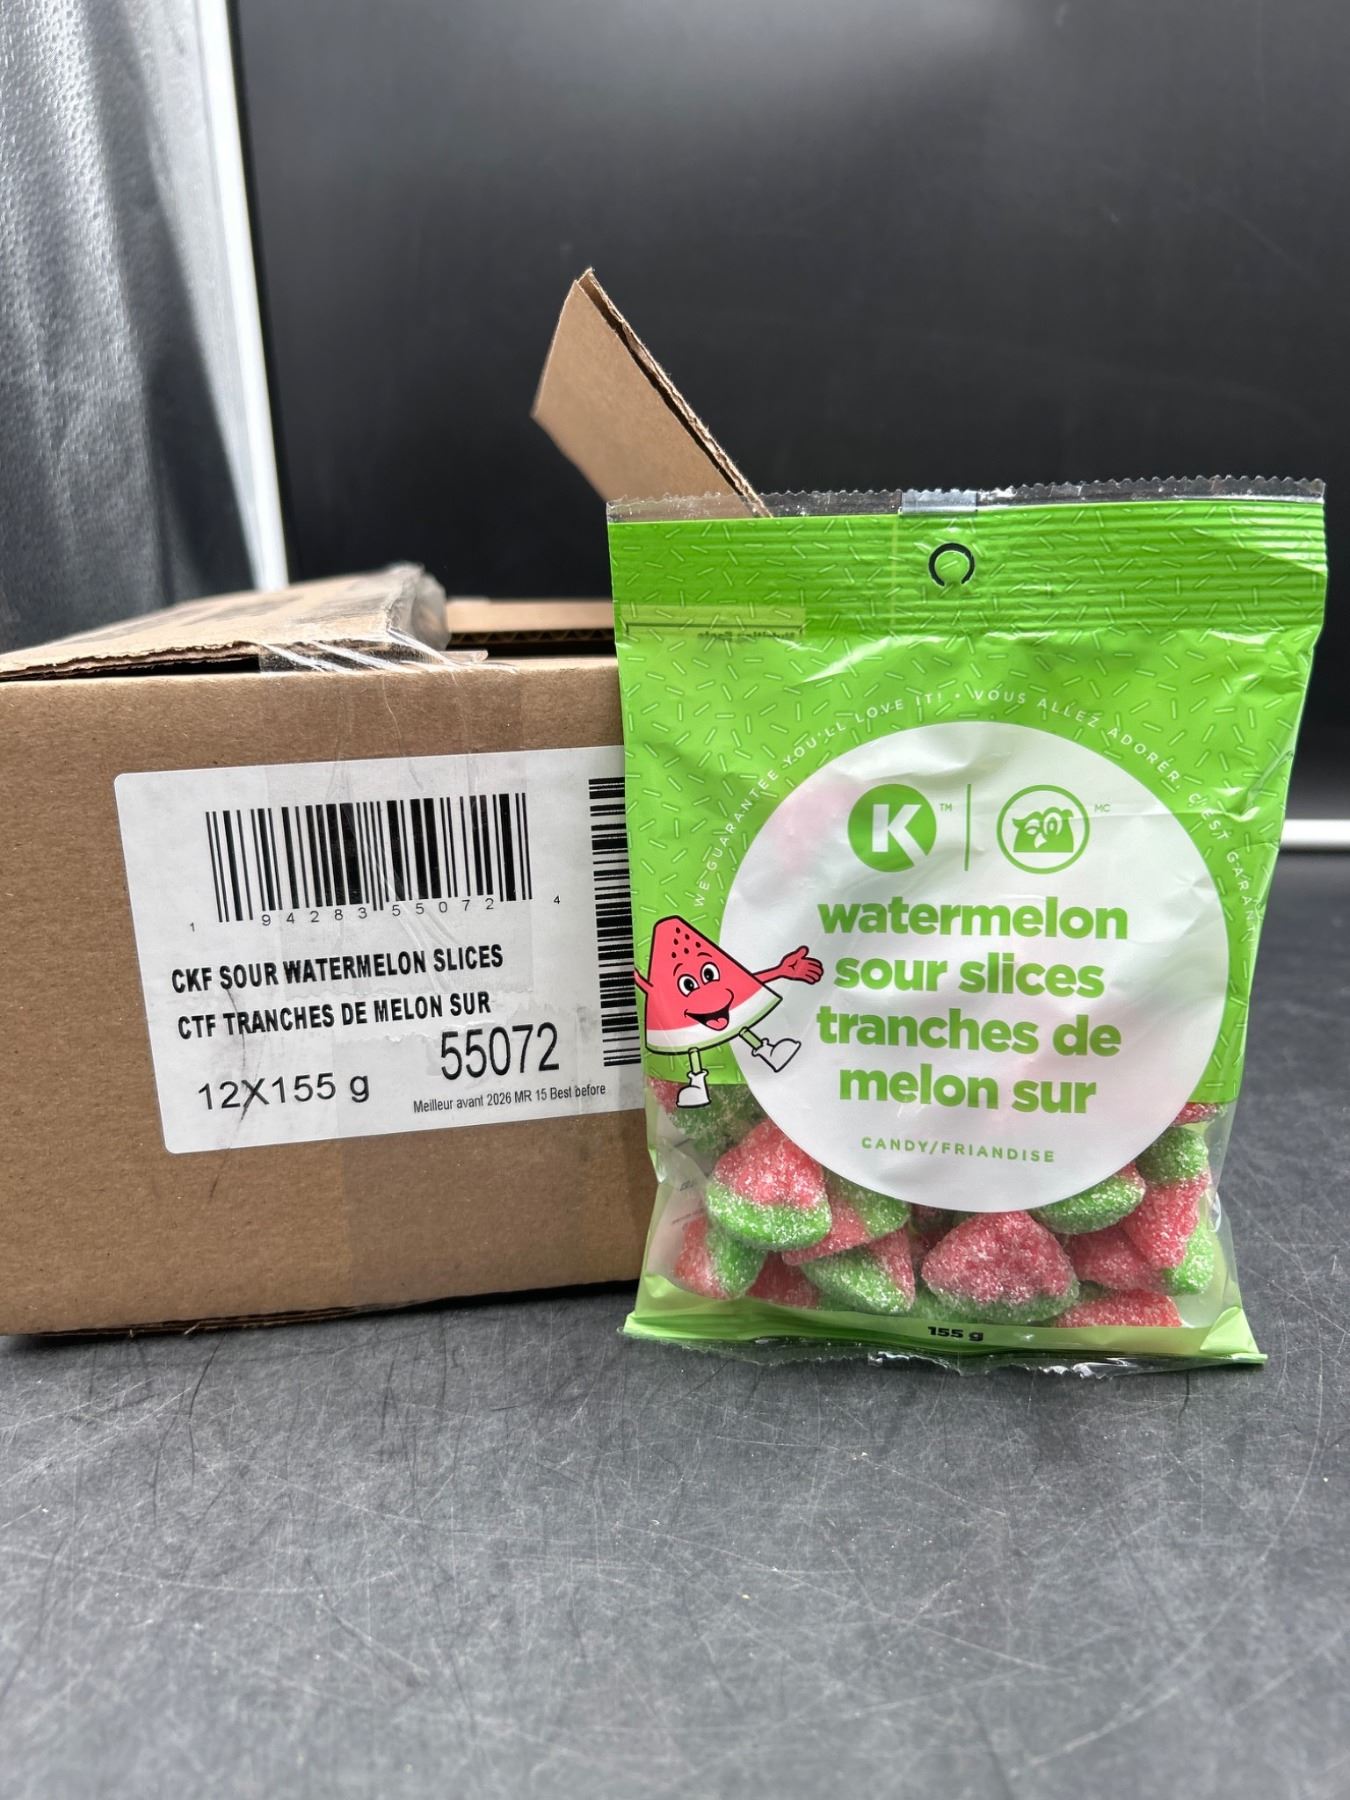 1 94283 55072 4
CKF SOUR WATERMELON SLICES
CTF TRANCHES DE MELON SUR
55072
12X155 g
Meilleur avant 2026 MR 15 Best before
WE GUARANTEE YOU'LL LOVE IT! • VOUS ALLEZ ADORER, C'EST GARANT
K TM
MC
watermelon
sour slices
tranches de
melon sur
CANDY/FRIANDISE
155 g